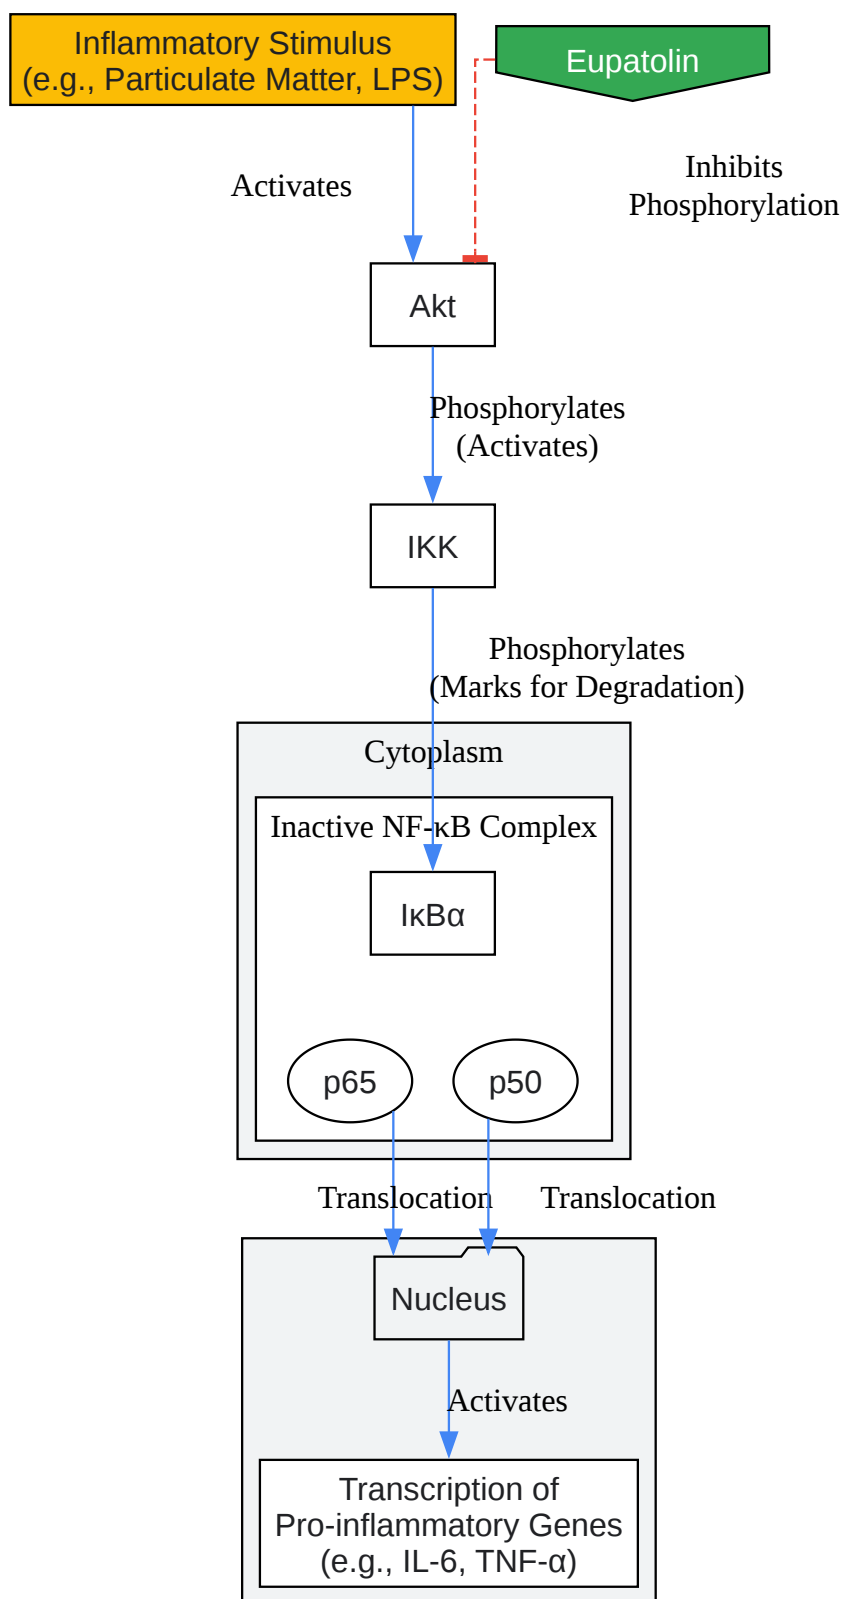 Inflammatory Stimulus
(e.g., Particulate Matter, LPS)
Eupatolin
Activates
Inhibits
Phosphorylation
Akt
Phosphorylates
(Activates)
IKK
Phosphorylates
(Marks for Degradation)
Cytoplasm
Inactive NF-κB Complex
IκBα
p65
p50
Translocation
Translocation
Nucleus
Activates
Transcription of
Pro-inflammatory Genes
(e.g., IL-6, TNF-α)